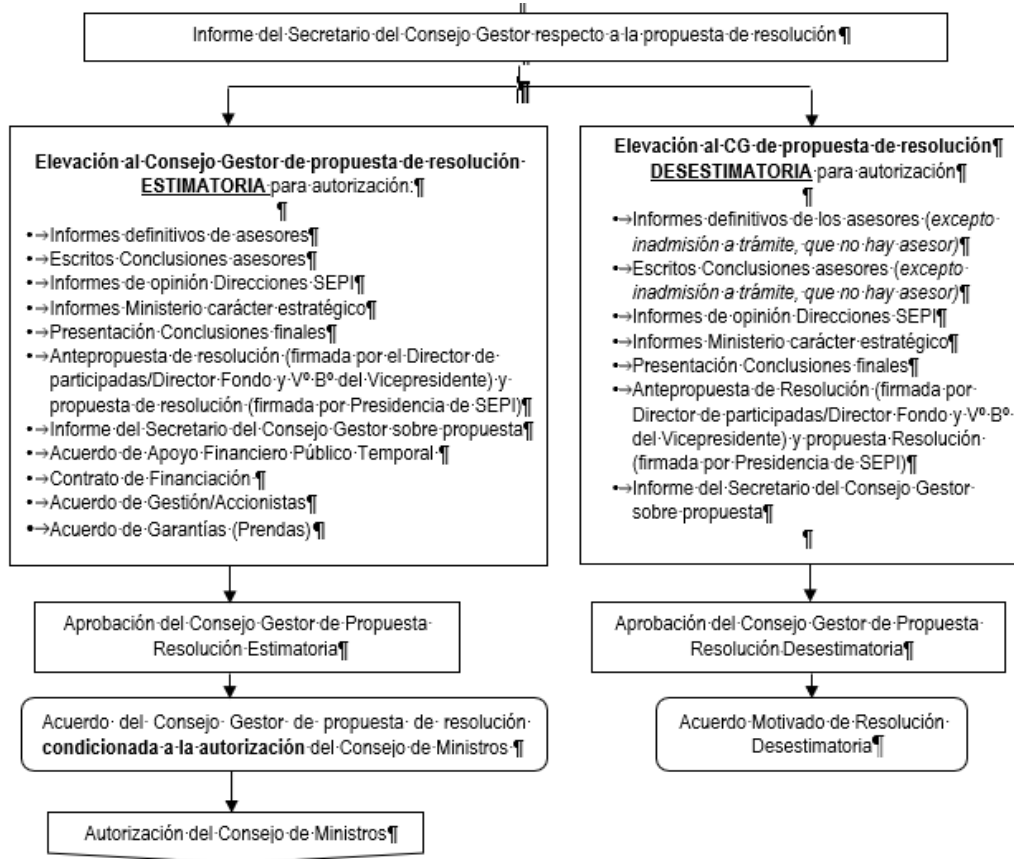 Informe del Secretario del Consejo Gestor respecto a la propuesta de resolución¶
¶
Elevación al Consejo Gestor de propuesta de resolución
ESTIMATORIA para autorización:¶
¶
•→Informes definitivos de asesores¶
•→Escritos Conclusiones asesores¶
•→Informes de opinión Direcciones SEPI¶
•→Informes Ministerio carácter estratégico¶
•→Presentación Conclusiones finales¶
•→Antepropuesta de resolución (firmada por el Director de
participadas/Director Fondo y Vº Bº del Vicepresidente) y
propuesta de resolución (firmada por Presidencia de SEPI)¶
•→Informe del Secretario del Consejo Gestor sobre propuesta¶
•→Acuerdo de Apoyo Financiero Público Temporal ¶
•→Contrato de Financiación ¶
•→Acuerdo de Gestión/Accionistas¶
•→Acuerdo de Garantías (Prendas) ¶
Elevación al CG de propuesta de resolución¶
DESESTIMATORIA para autorización¶
¶
•→Informes definitivos de los asesores (excepto
inadmisión a trámite, que no hay asesor)¶
•→Escritos Conclusiones asesores (excepto
inadmisión a trámite, que no hay asesor)¶
•→Informes de opinión Direcciones SEPI¶
•→Informes Ministerio carácter estratégico¶
•→Presentación Conclusiones finales¶
•→Antepropuesta de Resolución (firmada por
Director de participadas/Director Fondo y Vº Bº
del Vicepresidente) y propuesta Resolución
(firmada por Presidencia de SEPI)¶
•→Informe del Secretario del Consejo Gestor
sobre propuesta¶
¶
Aprobación del Consejo Gestor de Propuesta
Resolución Estimatoria¶
Aprobación del Consejo Gestor de Propuesta
Resolución Desestimatoria¶
Acuerdo del Consejo Gestor de propuesta de resolución
condicionada a la autorización del Consejo de Ministros ¶
Acuerdo Motivado de Resolución
Desestimatoria¶
Autorización del Consejo de Ministros¶